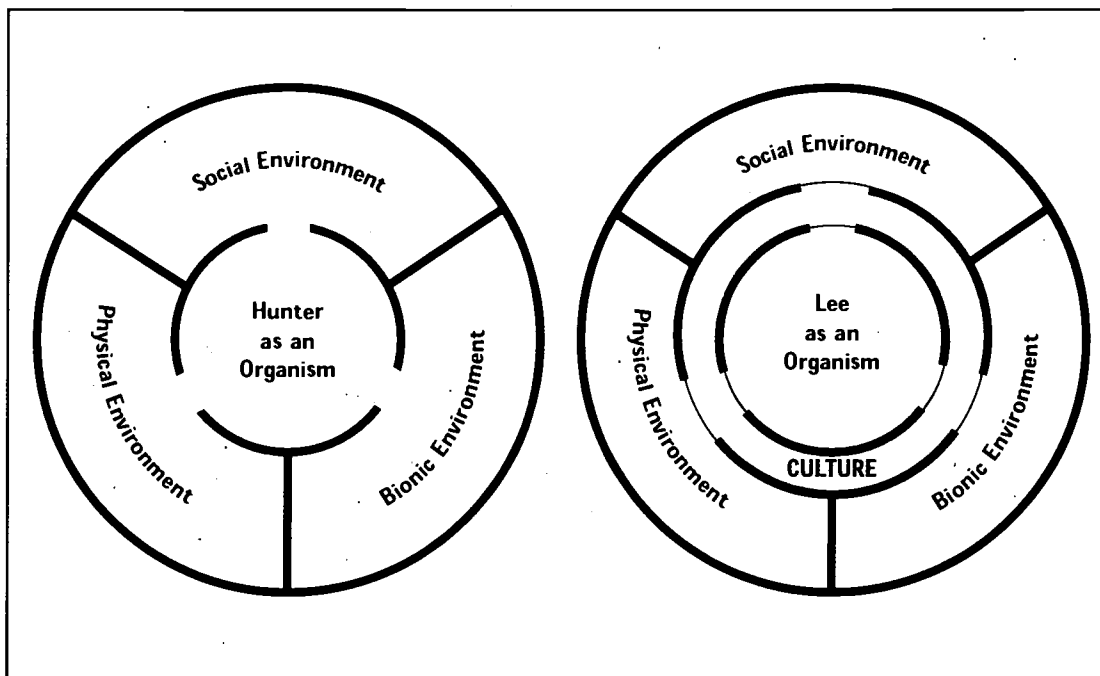 Social Environment
Physical Environment
Bionic Environment
Hunter
as an
Organism
Social Environment
Physical Environment
Bionic Environment
Lee
as an
Organism
CULTURE